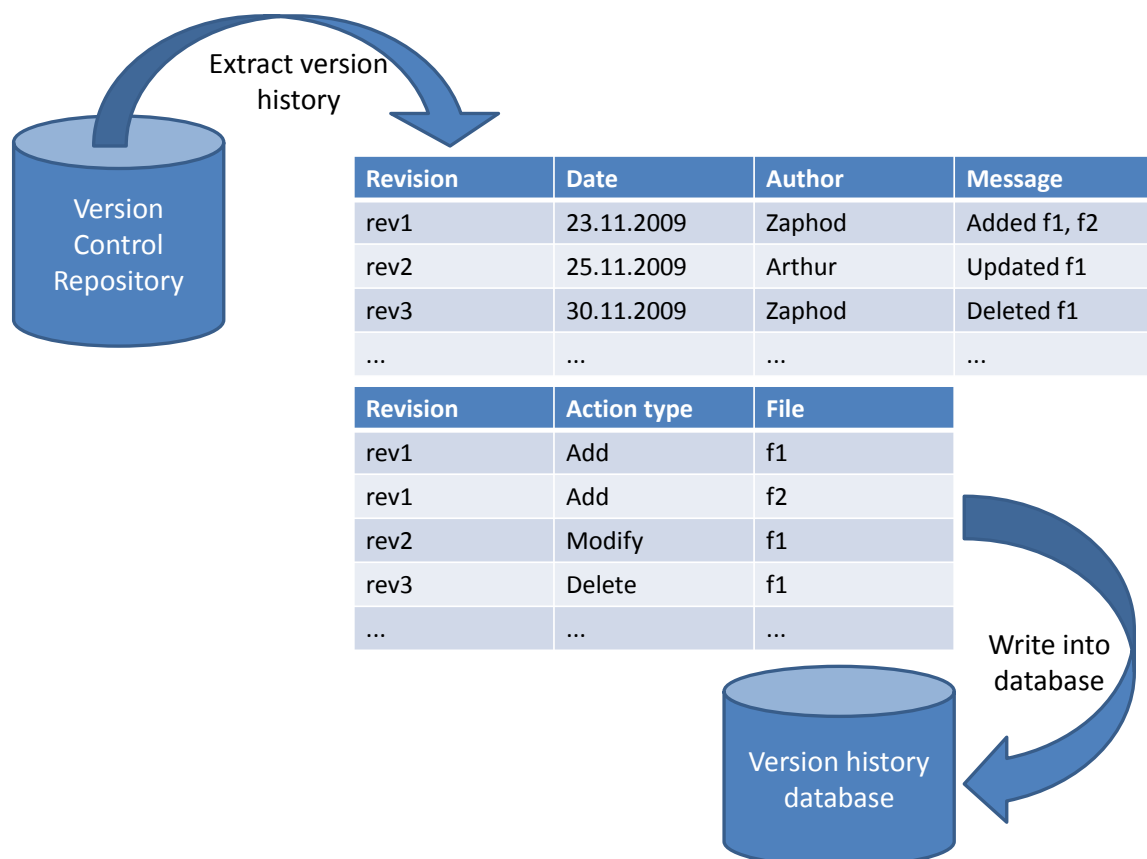 Extract version
history
Version
Control
Repository
Revision Date Author Message
rev1 23.11.2009 Zaphod Added f1, f2
rev2 25.11.2009 Arthur Updated f1
rev3 30.11.2009 Zaphod Deleted f1
... ... ... ...
Revision Action type File
rev1 Add f1
rev1 Add f2
rev2 Modify f1
rev3 Delete f1
... ... ...
Write into
database
Version history
database